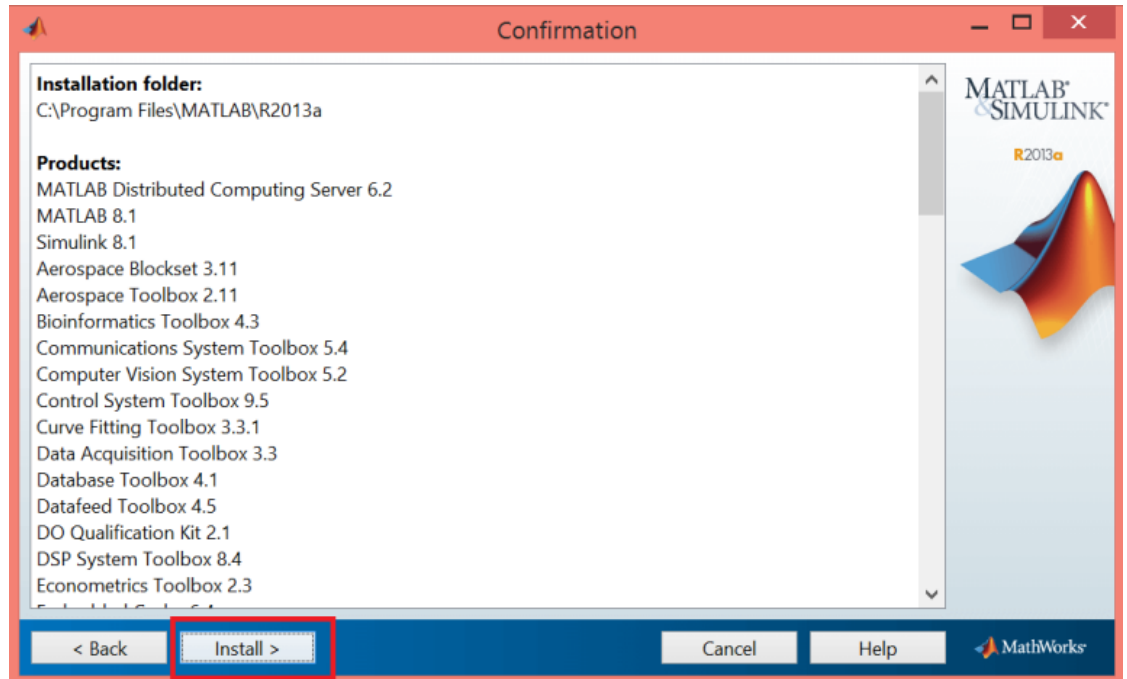 Confirmation
Installation folder:
C:\Program Files\MATLAB\R2013a
Products:
MATLAB Distributed Computing Server 6.2
MATLAB 8.1
Simulink 8.1
Aerospace Blockset 3.11
Aerospace Toolbox 2.11
Bioinformatics Toolbox 4.3
Communications System Toolbox 5.4
Computer Vision System Toolbox 5.2
Control System Toolbox 9.5
Curve Fitting Toolbox 3.3.1
Data Acquisition Toolbox 3.3
Database Toolbox 4.1
Datafeed Toolbox 4.5
DO Qualification Kit 2.1
DSP System Toolbox 8.4
Econometrics Toolbox 2.3
MATLAB®
&SIMULINK®
R2013a
< Back
Install >
Cancel
Help
MathWorks®